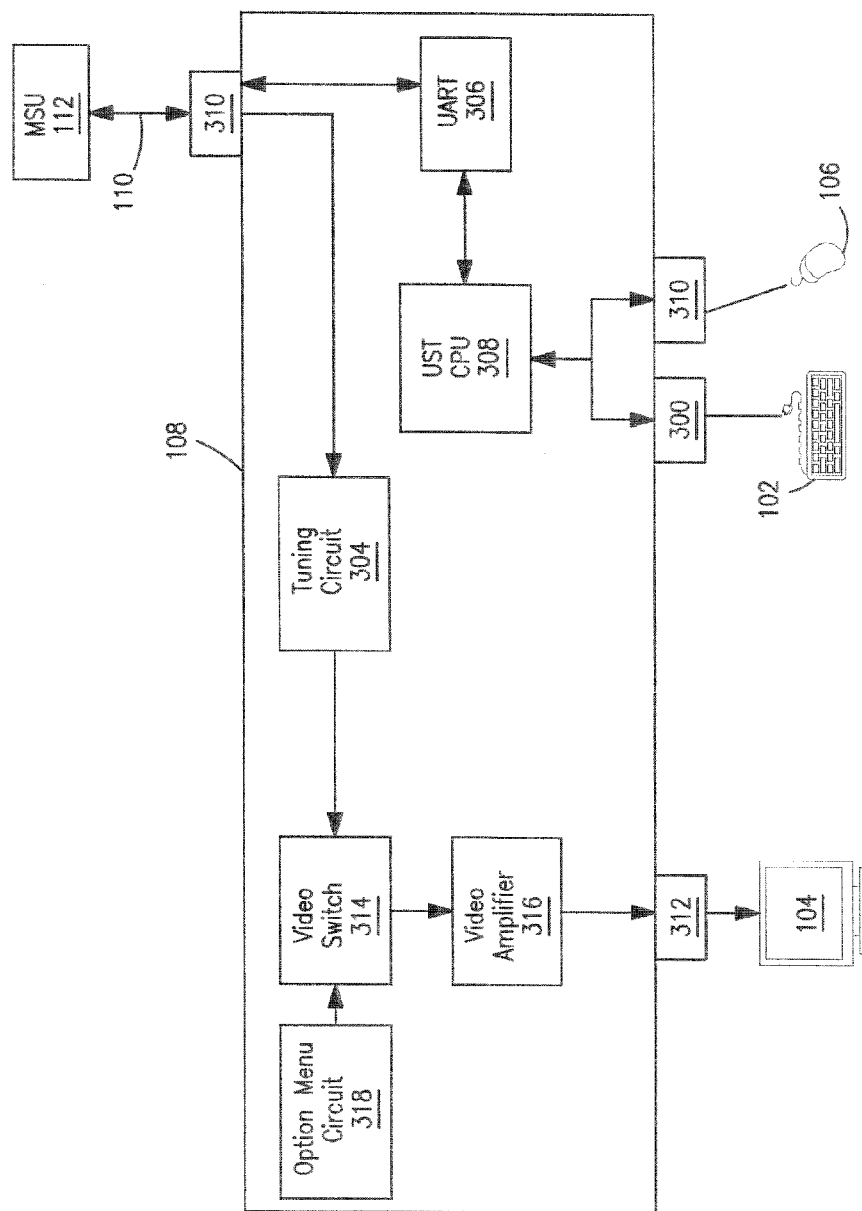 MSU
112
110
310
108
UART
306
UST
CPU
308
Tuning
Circuit
304
Video
Switch
314
Option Menu
Circuit
318
Video
Amplifier
316
312
300
310
104
102
106